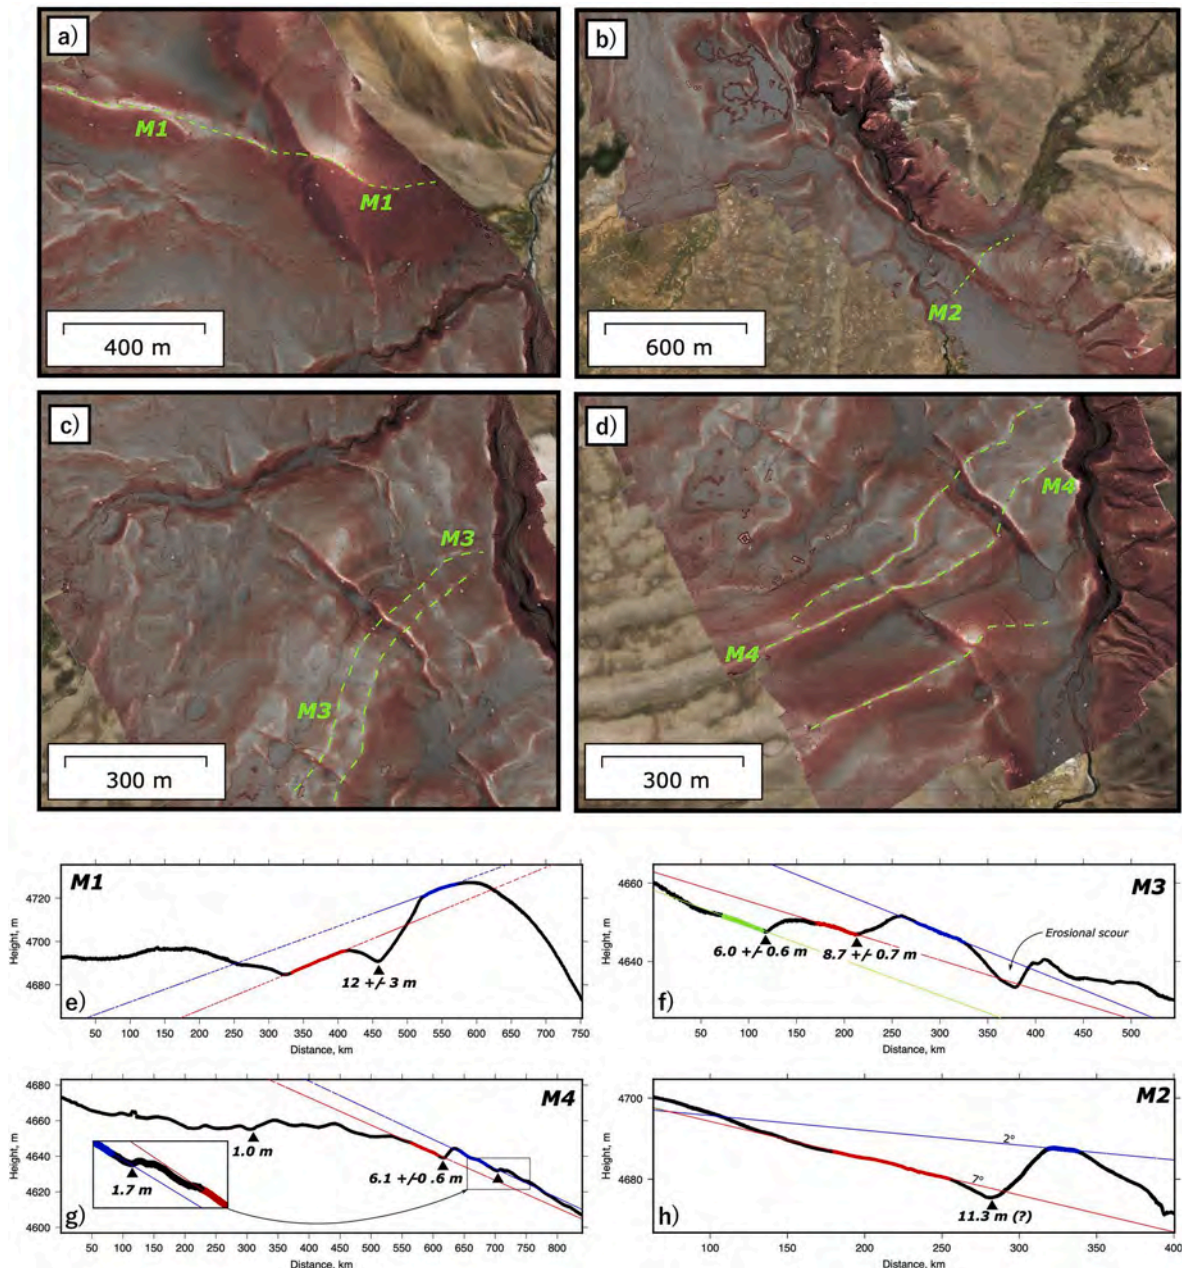 a)
M1
M1
400 m
b)
M2
600 m
c)
M3
M3
300 m
d)
M4
M4
300 m
M1
Height, m
4720
4700
4680
12 +/- 3 m
e)
0 50 100 150 200 250 300 350 400 450 500 550 600 650 700 750
Distance, km
M3
Height, m
4660
4640
6.0 +/- 0.6 m
8.7 +/- 0.7 m
Erosional scour
f)
0 50 100 150 200 250 300 350 400 450 500
Distance, km
M4
Height, m
4680
4660
4640
4620
4600
1.0 m
6.1 +/-0 .6 m
1.7 m
g)
0 50 100 150 200 250 300 350 400 450 500 550 600 650 700 750 800
Distance, km
M2
Height, m
4700
4680
2°
7°
11.3 m (?)
h)
100 150 200 250 300 350 400
Distance, km